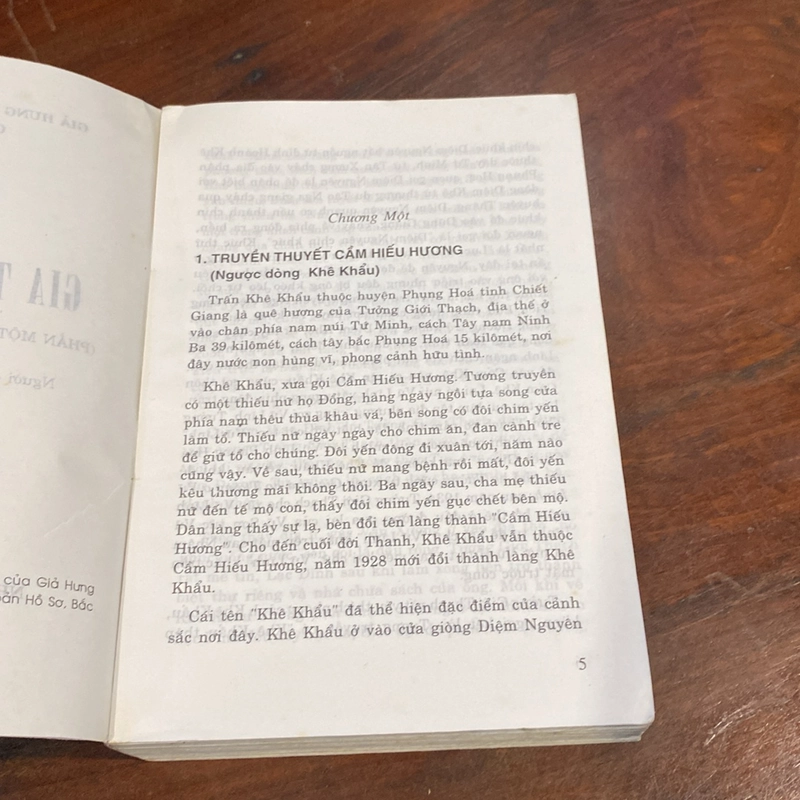 GIẢ HƯNG
GIA T
(PHẦN MỘT
Người
của Giả Hưng
Hồ Sơ, Bắc
Chương Một
1. TRUYỀN THUYẾT CẦM HIẾU HƯƠNG
(Ngược dòng Khê Khẩu)
Trấn Khê Khẩu thuộc huyện Phụng Hoá tỉnh Chiết
Giang là quê hương của Tưởng Giới Thạch, địa thế ở
vào chân phía nam núi Tứ Minh, cách Tây nam Ninh
Ba 39 kilômét, cách tây bắc Phụng Hoá 15 kilômét, nơi
đây nước non hùng vĩ, phong cảnh hữu tình.
Khê Khẩu, xưa gọi Cầm Hiếu Hương. Tương truyền
có một thiếu nữ họ Đổng, hàng ngày ngồi tựa song cửa
phía nam thêu thùa khâu vá, bên song có đôi chim yến
làm tổ. Thiếu nữ ngày ngày cho chim ăn, đan cành tre
để giữ tổ cho chúng. Đôi yến đông đi xuân tới, năm nào
cũng vậy. Về sau, thiếu nữ mang bệnh rồi mất, đôi yến
kêu thương mãi không thôi. Ba ngày sau, cha mẹ thiếu
nữ đến tế mộ con, thấy đôi chim yến gục chết bên mộ.
Dân làng thấy sự lạ, bèn đổi tên làng thành "Cầm Hiếu
Hương". Cho đến cuối đời Thanh, Khê Khẩu vẫn thuộc
Cầm Hiếu Hương, năm 1928 mới đổi thành làng Khê
Khẩu.
Cái tên "Khê Khẩu" đã thể hiện đặc điểm của cảnh
sắc nơi đây. Khê Khẩu ở vào cửa giòng Diệm Nguyên
5